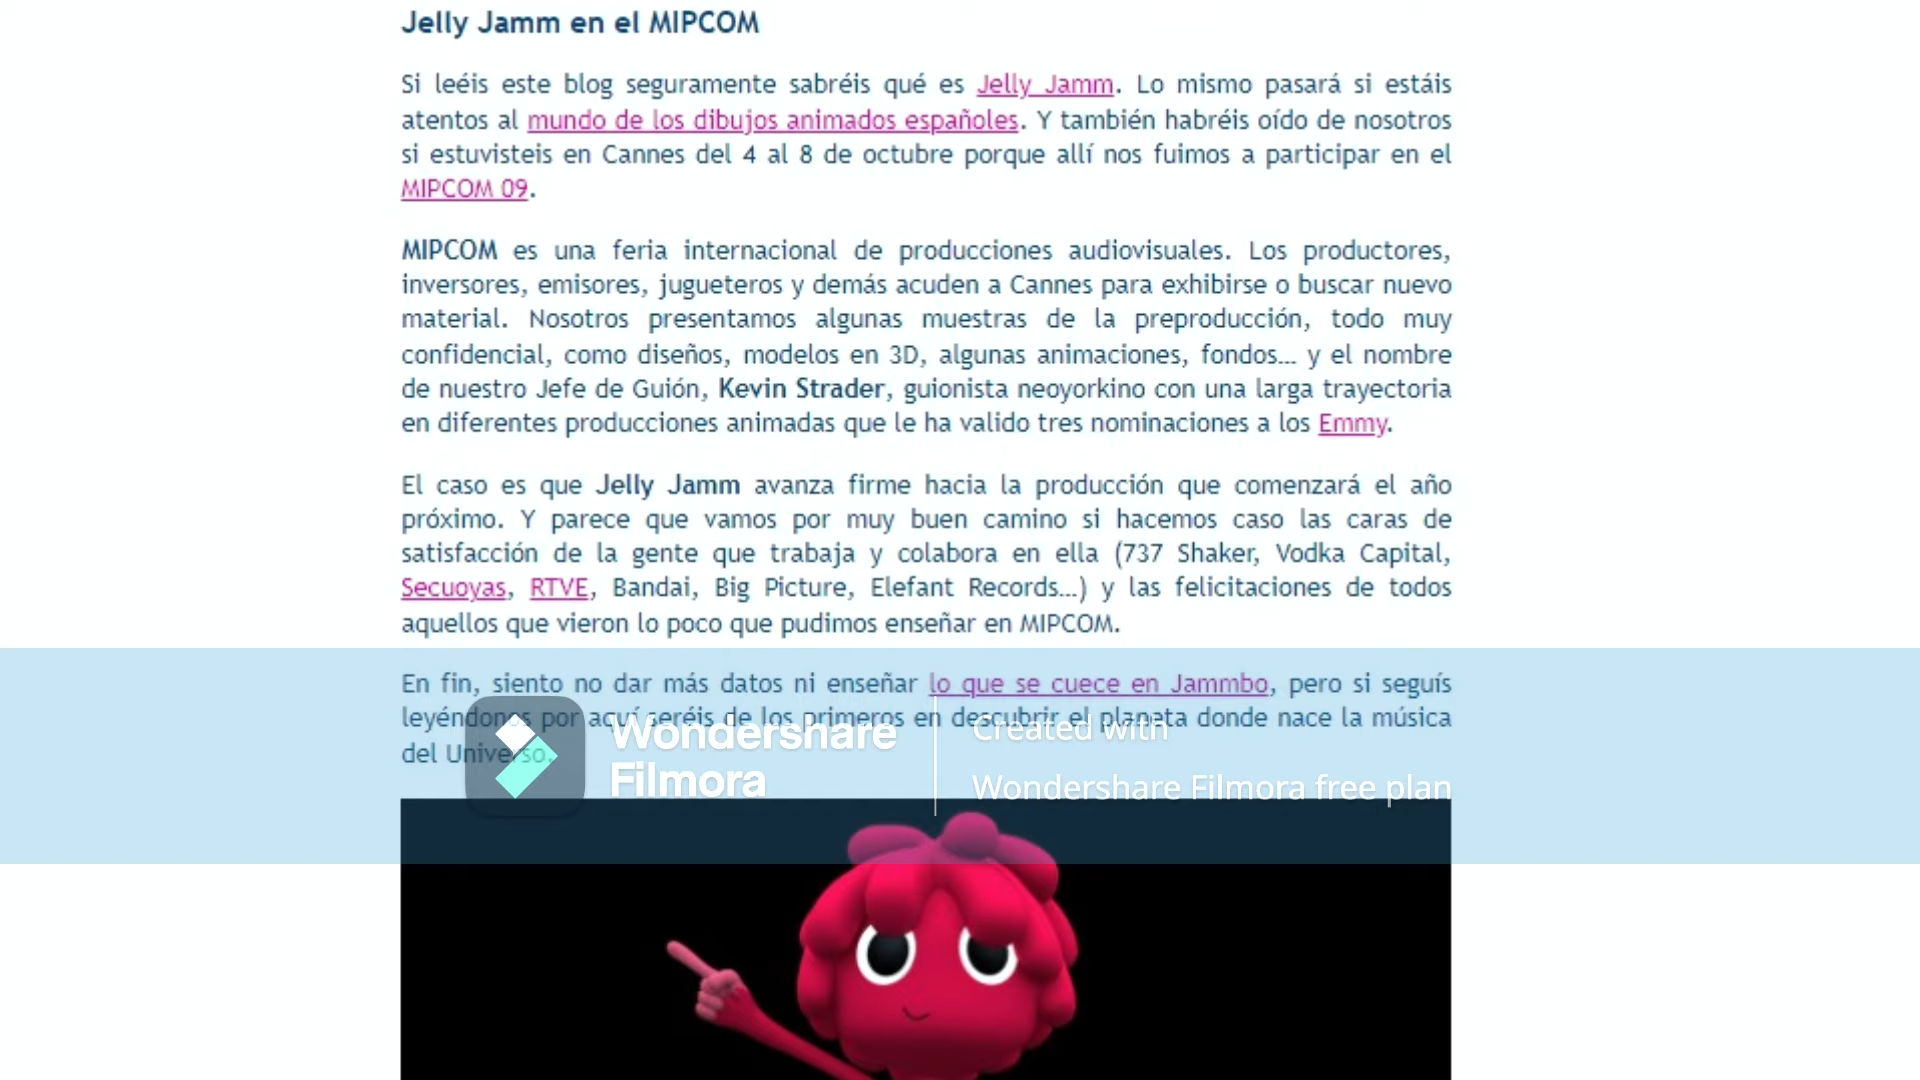 Jelly Jamm en el MIPCOM
Si leéis este blog seguramente sabréis qué es Jelly Jamm. Lo mismo pasará si estáis
atentos al mundo de los dibujos animados españoles. Y también habréis oído de nosotros
si estuvisteis en Cannes del 4 al 8 de octubre porque allí nos fuimos a participar en el
MIPCOM 09.
MIPCOM es una feria internacional de producciones audiovisuales. Los productores,
inversores, emisores, jugueteros y demás acuden a Cannes para exhibirse o buscar nuevo
material. Nosotros presentamos algunas muestras de la preproducción, todo muy
confidencial, como diseños, modelos en 3D, algunas animaciones, fondos... y el nombre
de nuestro Jefe de Guión, Kevin Strader, guionista neoyorkino con una larga trayectoria
en diferentes producciones animadas que le ha valido tres nominaciones a los Emmy.
El caso es que Jelly Jamm avanza firme hacia la producción que comenzará el año
próximo. Y parece que vamos por muy buen camino si hacemos caso las caras de
satisfacción de la gente que trabaja y colabora en ella (737 Shaker, Vodka Capital,
Secuoyas, RTVE, Bandai, Big Picture, Elefant Records...) y las felicitaciones de todos
aquellos que vieron lo poco que pudimos enseñar en MIPCOM.
En fin, siento no dar más datos ni enseñar lo que se cuece en Jammbo, pero si seguís
leyéndonos por aquí seréis de los primeros en descubrir el planeta donde nace la música
del Universo.
Wondershare
Filmora
Created with
Wondershare Filmora free plan